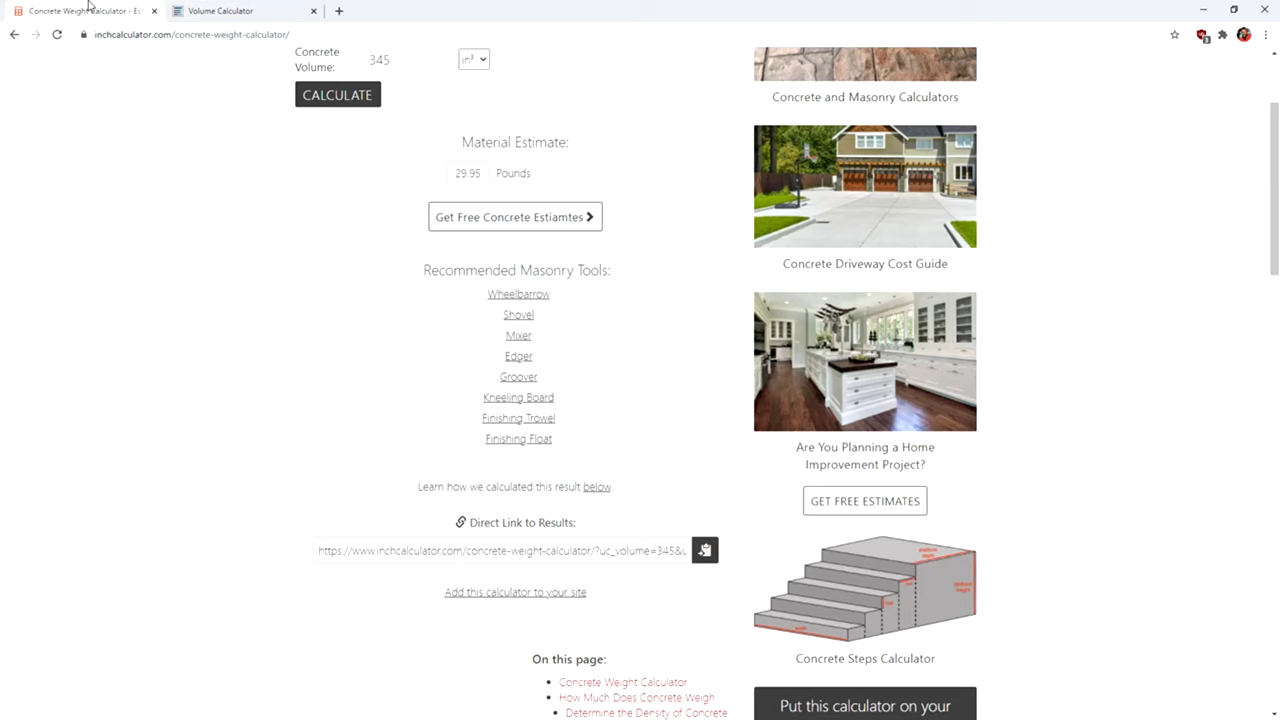 Concrete Weight Calculator - Es
Volume Calculator
inchcalculator.com/concrete-weight-calculator/
Concrete
Volume:
345
in³
CALCULATE
Material Estimate:
29.95 Pounds
Get Free Concrete Estiamtes
Recommended Masonry Tools:
Wheelbarrow
Shovel
Mixer
Edger
Groover
Kneeling Board
Finishing Trowel
Finishing Float
Learn how we calculated this result below.
Direct Link to Results:
https://www.inchcalculator.com/concrete-weight-calculator/?uc_volume=345&u
Add this calculator to your site
On this page:
Concrete Weight Calculator
How Much Does Concrete Weigh
Determine the Density of Concrete
Concrete and Masonry Calculators
Concrete Driveway Cost Guide
Are You Planning a Home
Improvement Project?
GET FREE ESTIMATES
platform
depth
width
Concrete Steps Calculator
Put this calculator on your